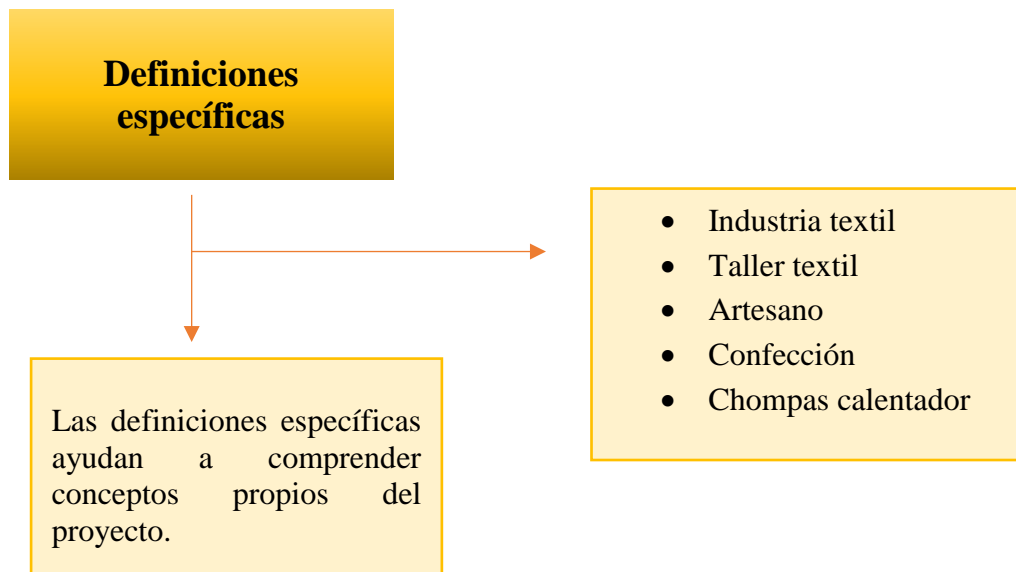 Definiciones
específicas
• Industria textil
• Taller textil
• Artesano
• Confección
• Chompas calentador
Las definiciones específicas
ayudan a comprender
conceptos propios del
proyecto.